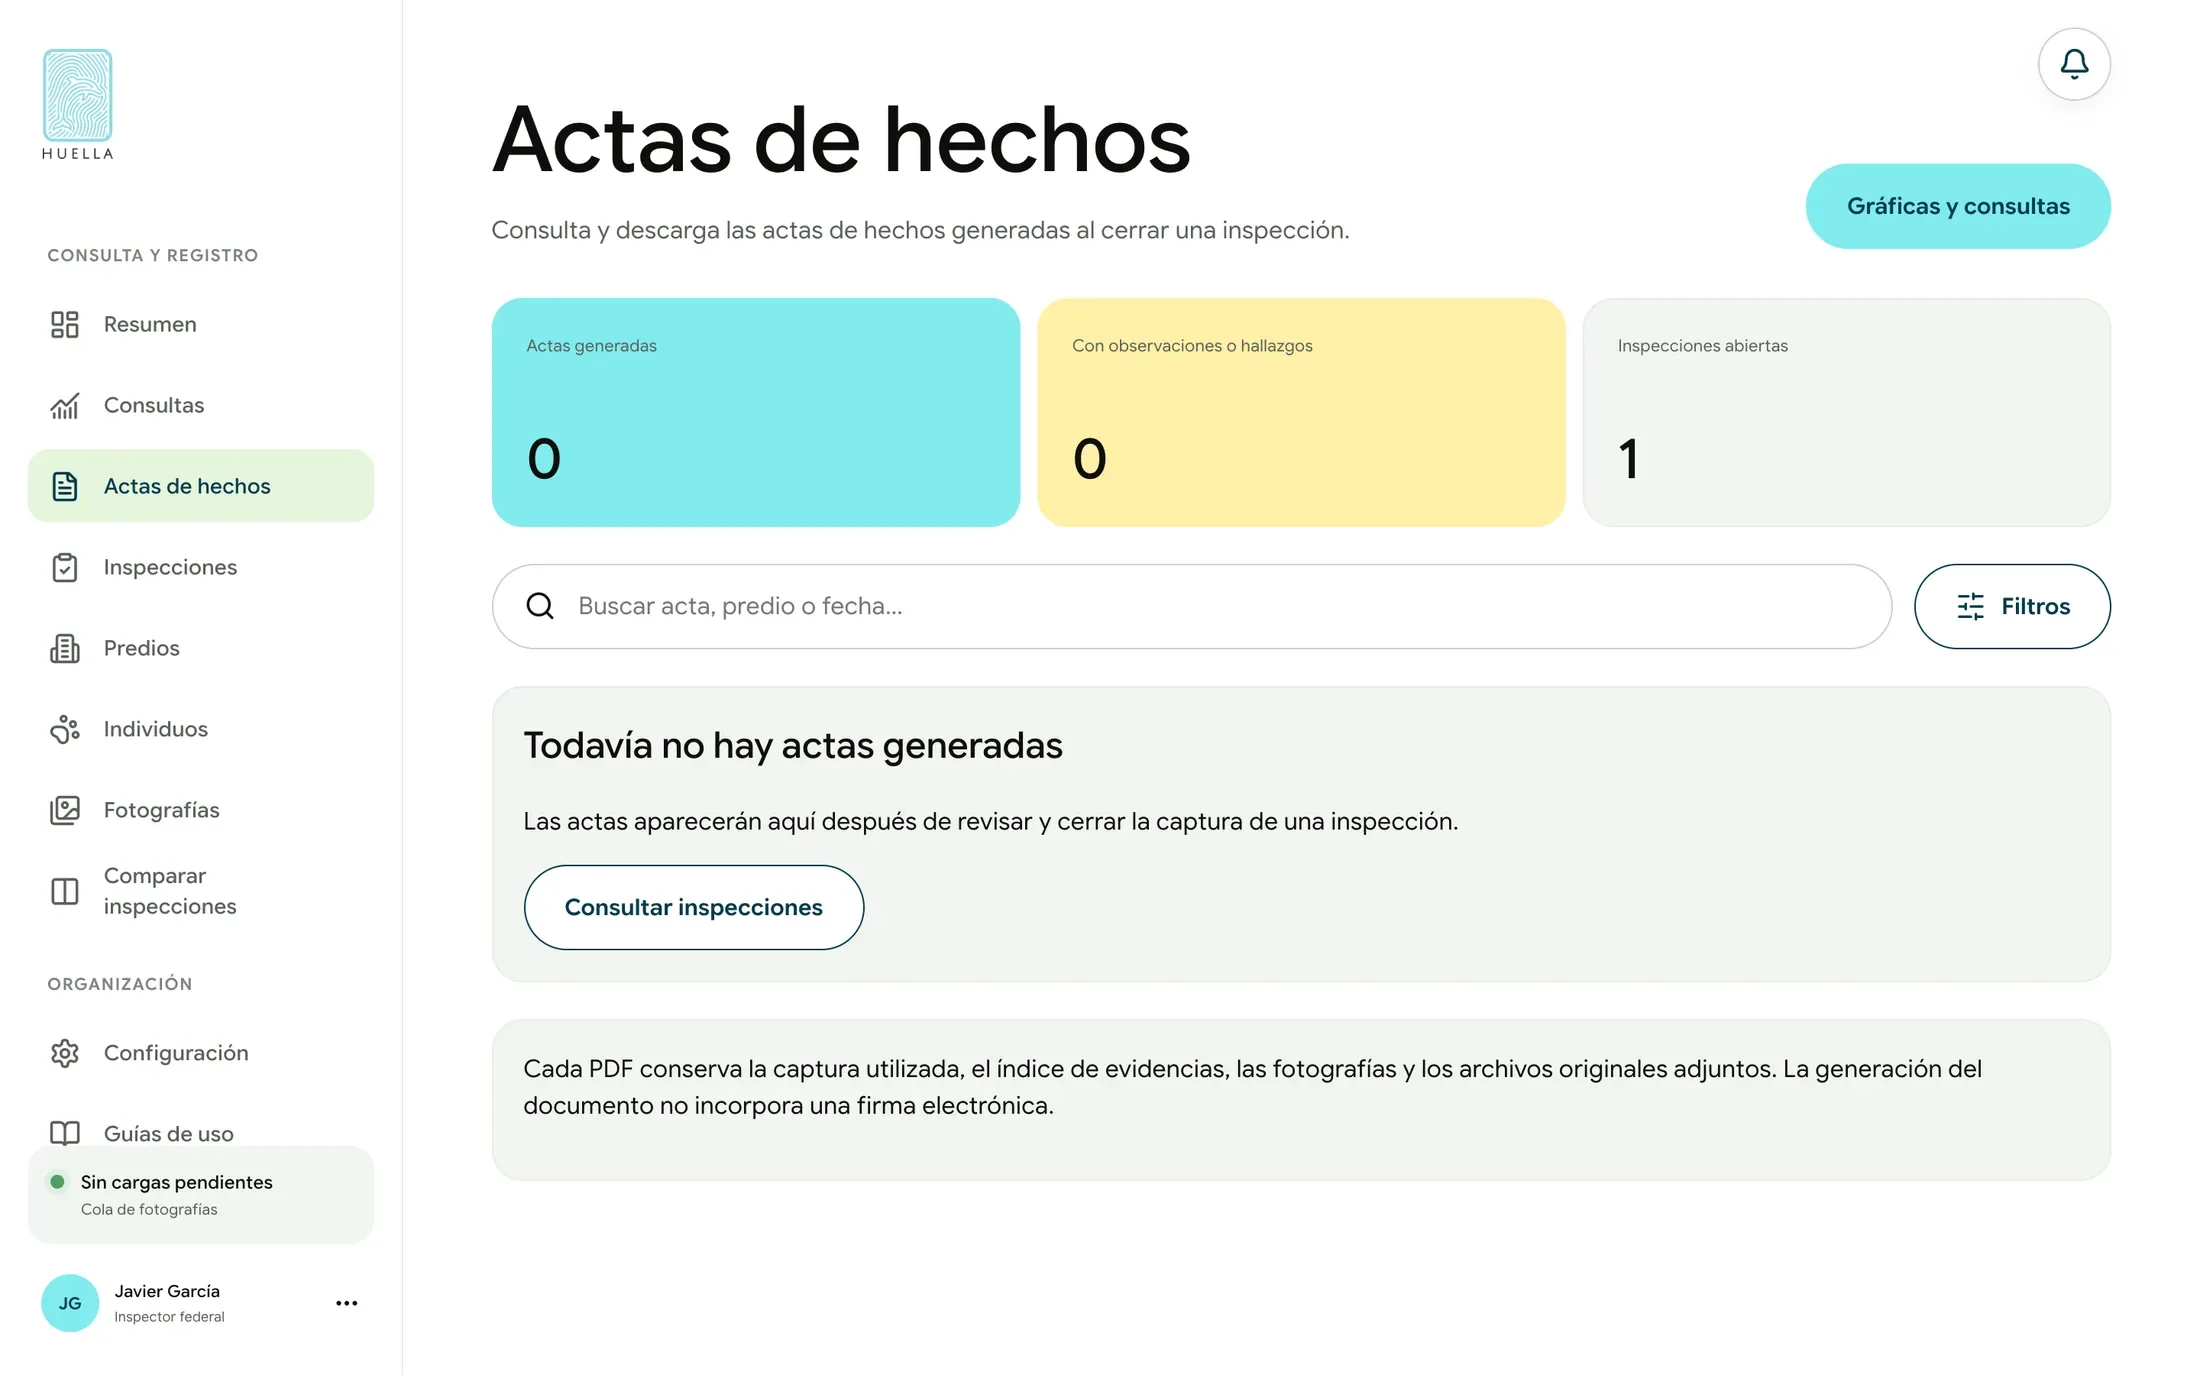 HUELLA
CONSULTA Y REGISTRO
Resumen
Consultas
Actas de hechos
Inspecciones
Predios
Individuos
Fotografías
Comparar
inspecciones
ORGANIZACIÓN
Configuración
Guías de uso
Sin cargas pendientes
Cola de fotografías
JG
Javier García
Inspector federal
Actas de hechos
Consulta y descarga las actas de hechos generadas al cerrar una inspección.
Gráficas y consultas
Actas generadas
0
Con observaciones o hallazgos
0
Inspecciones abiertas
1
Buscar acta, predio o fecha...
Filtros
Todavía no hay actas generadas
Las actas aparecerán aquí después de revisar y cerrar la captura de una inspección.
Consultar inspecciones
Cada PDF conserva la captura utilizada, el índice de evidencias, las fotografías y los archivos originales adjuntos. La generación del
documento no incorpora una firma electrónica.